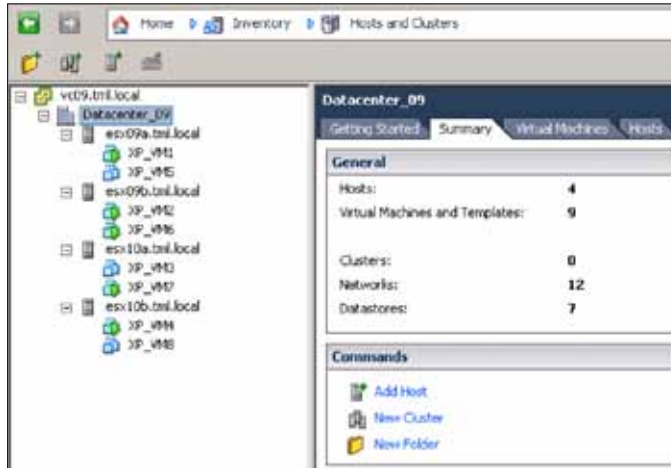 Home Inventory Hosts and Clusters
vc09.tml.local
Datacenter_09
esx09a.tml.local
XP_VM1
XP_VM5
esx09b.tml.local
XP_VM2
XP_VM6
esx10a.tml.local
XP_VM3
XP_VM7
esx10b.tml.local
XP_VM4
XP_VM8
Datacenter_09
Getting Started Summary Virtual Machines Hosts
General
Hosts: 4
Virtual Machines and Templates: 9
Clusters: 0
Networks: 12
Datastores: 7
Commands
Add Host
New Cluster
New Folder